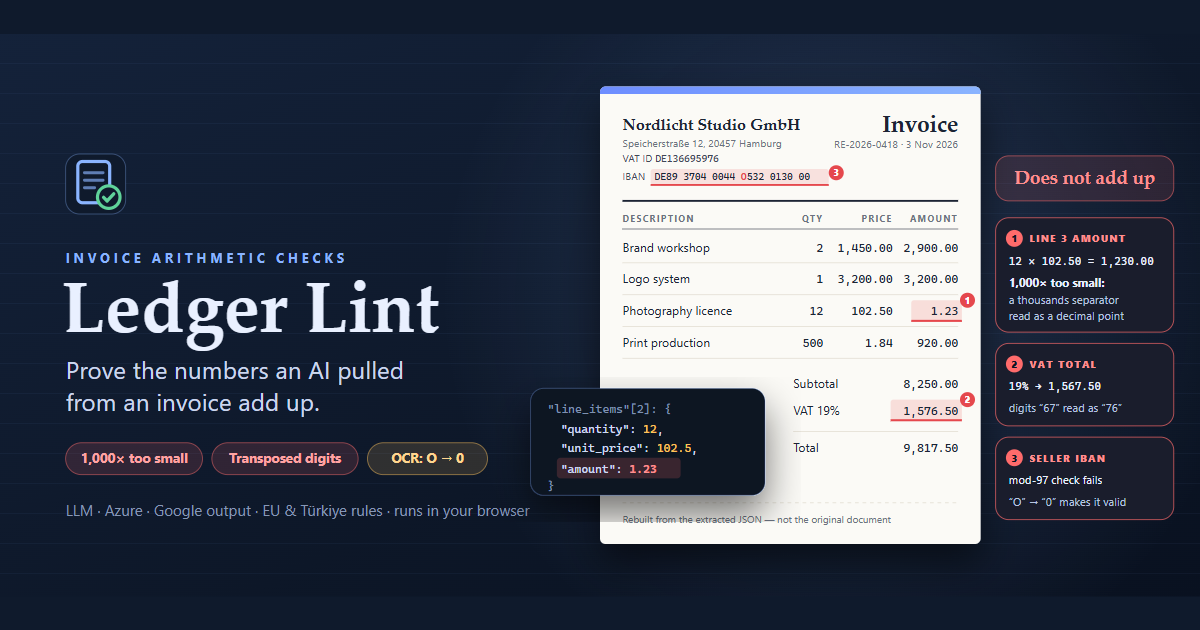 INVOICE ARITHMETIC CHECKS
Ledger Lint
Prove the numbers an AI pulled
from an invoice add up.
1,000× too small
Transposed digits
OCR: O → 0
LLM · Azure · Google output · EU & Türkiye rules · runs in your browser
Nordlicht Studio GmbH
Speicherstraße 12, 20457 Hamburg
VAT ID DE136695976
IBAN DE89 3704 0044 O532 0130 00 3
Invoice
RE-2026-0418 · 3 Nov 2026
DESCRIPTION QTY PRICE AMOUNT
Brand workshop 2 1,450.00 2,900.00
Logo system 1 3,200.00 3,200.00
Photography licence 12 102.50 1.23 1
Print production 500 1.84 920.00
Subtotal 8,250.00
VAT 19% 1,576.50 2
Total 9,817.50
Rebuilt from the extracted JSON — not the original document
"line_items"[2]: {
"quantity": 12,
"unit_price": 102.5,
"amount": 1.23
}
Does not add up
1 LINE 3 AMOUNT
12 × 102.50 = 1,230.00
1,000× too small:
a thousands separator
read as a decimal point
2 VAT TOTAL
19% → 1,567.50
digits “67” read as “76”
3 SELLER IBAN
mod-97 check fails
“O” → “0” makes it valid